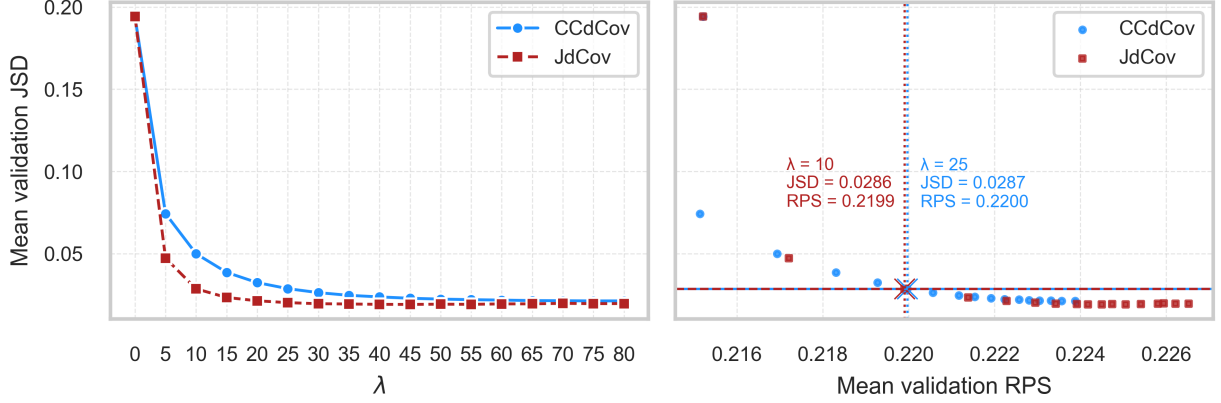 0.20
0.15
0.10
0.05
Mean validation JSD
CCdCov
JdCov
0 5 10 15 20 25 30 35 40 45 50 55 60 65 70 75 80
λ
CCdCov
JdCov
λ = 10
JSD = 0.0286
RPS = 0.2199
λ = 25
JSD = 0.0287
RPS = 0.2200
0.216 0.218 0.220 0.222 0.224 0.226
Mean validation RPS